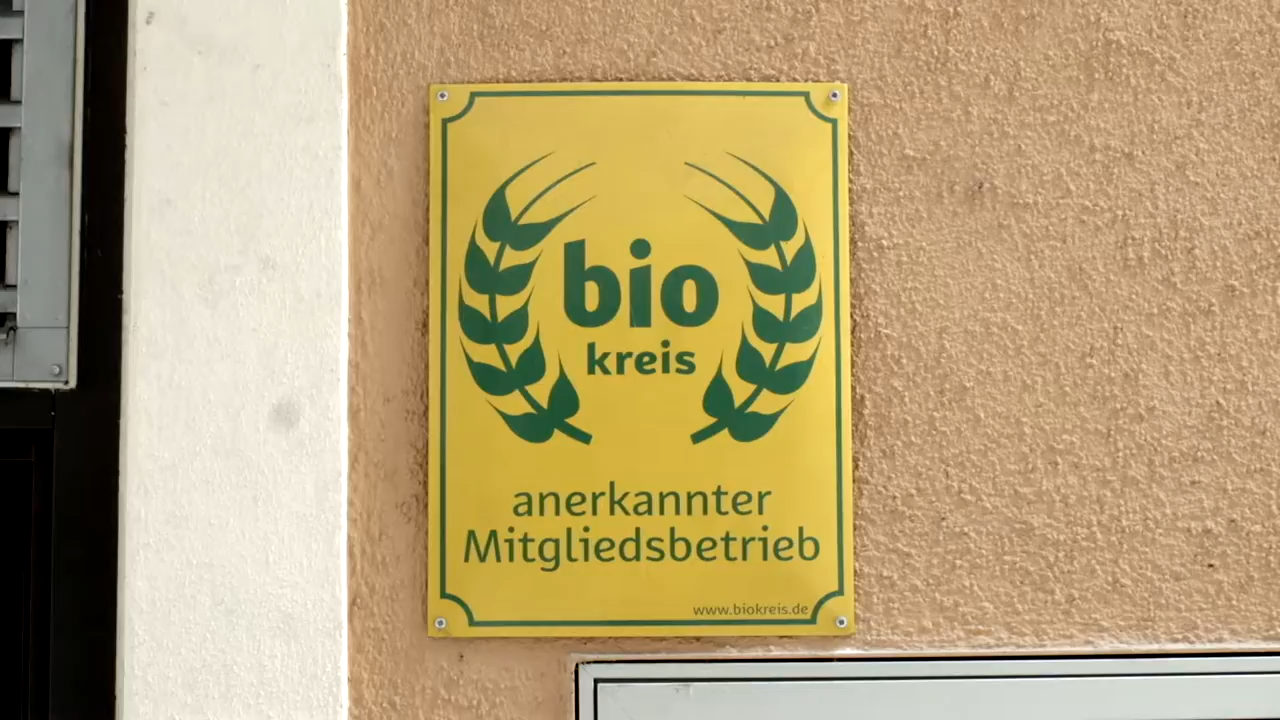 bio
kreis
anerkannter
Mitgliedsbetrieb
www.biokreis.de